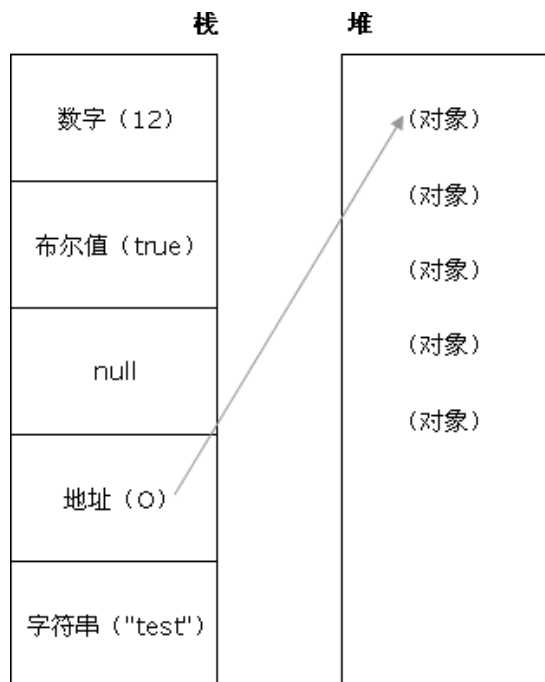 栈
堆
数字（12）
布尔值（true）
null
地址（O）
字符串（"test"）
（对象）
（对象）
（对象）
（对象）
（对象）